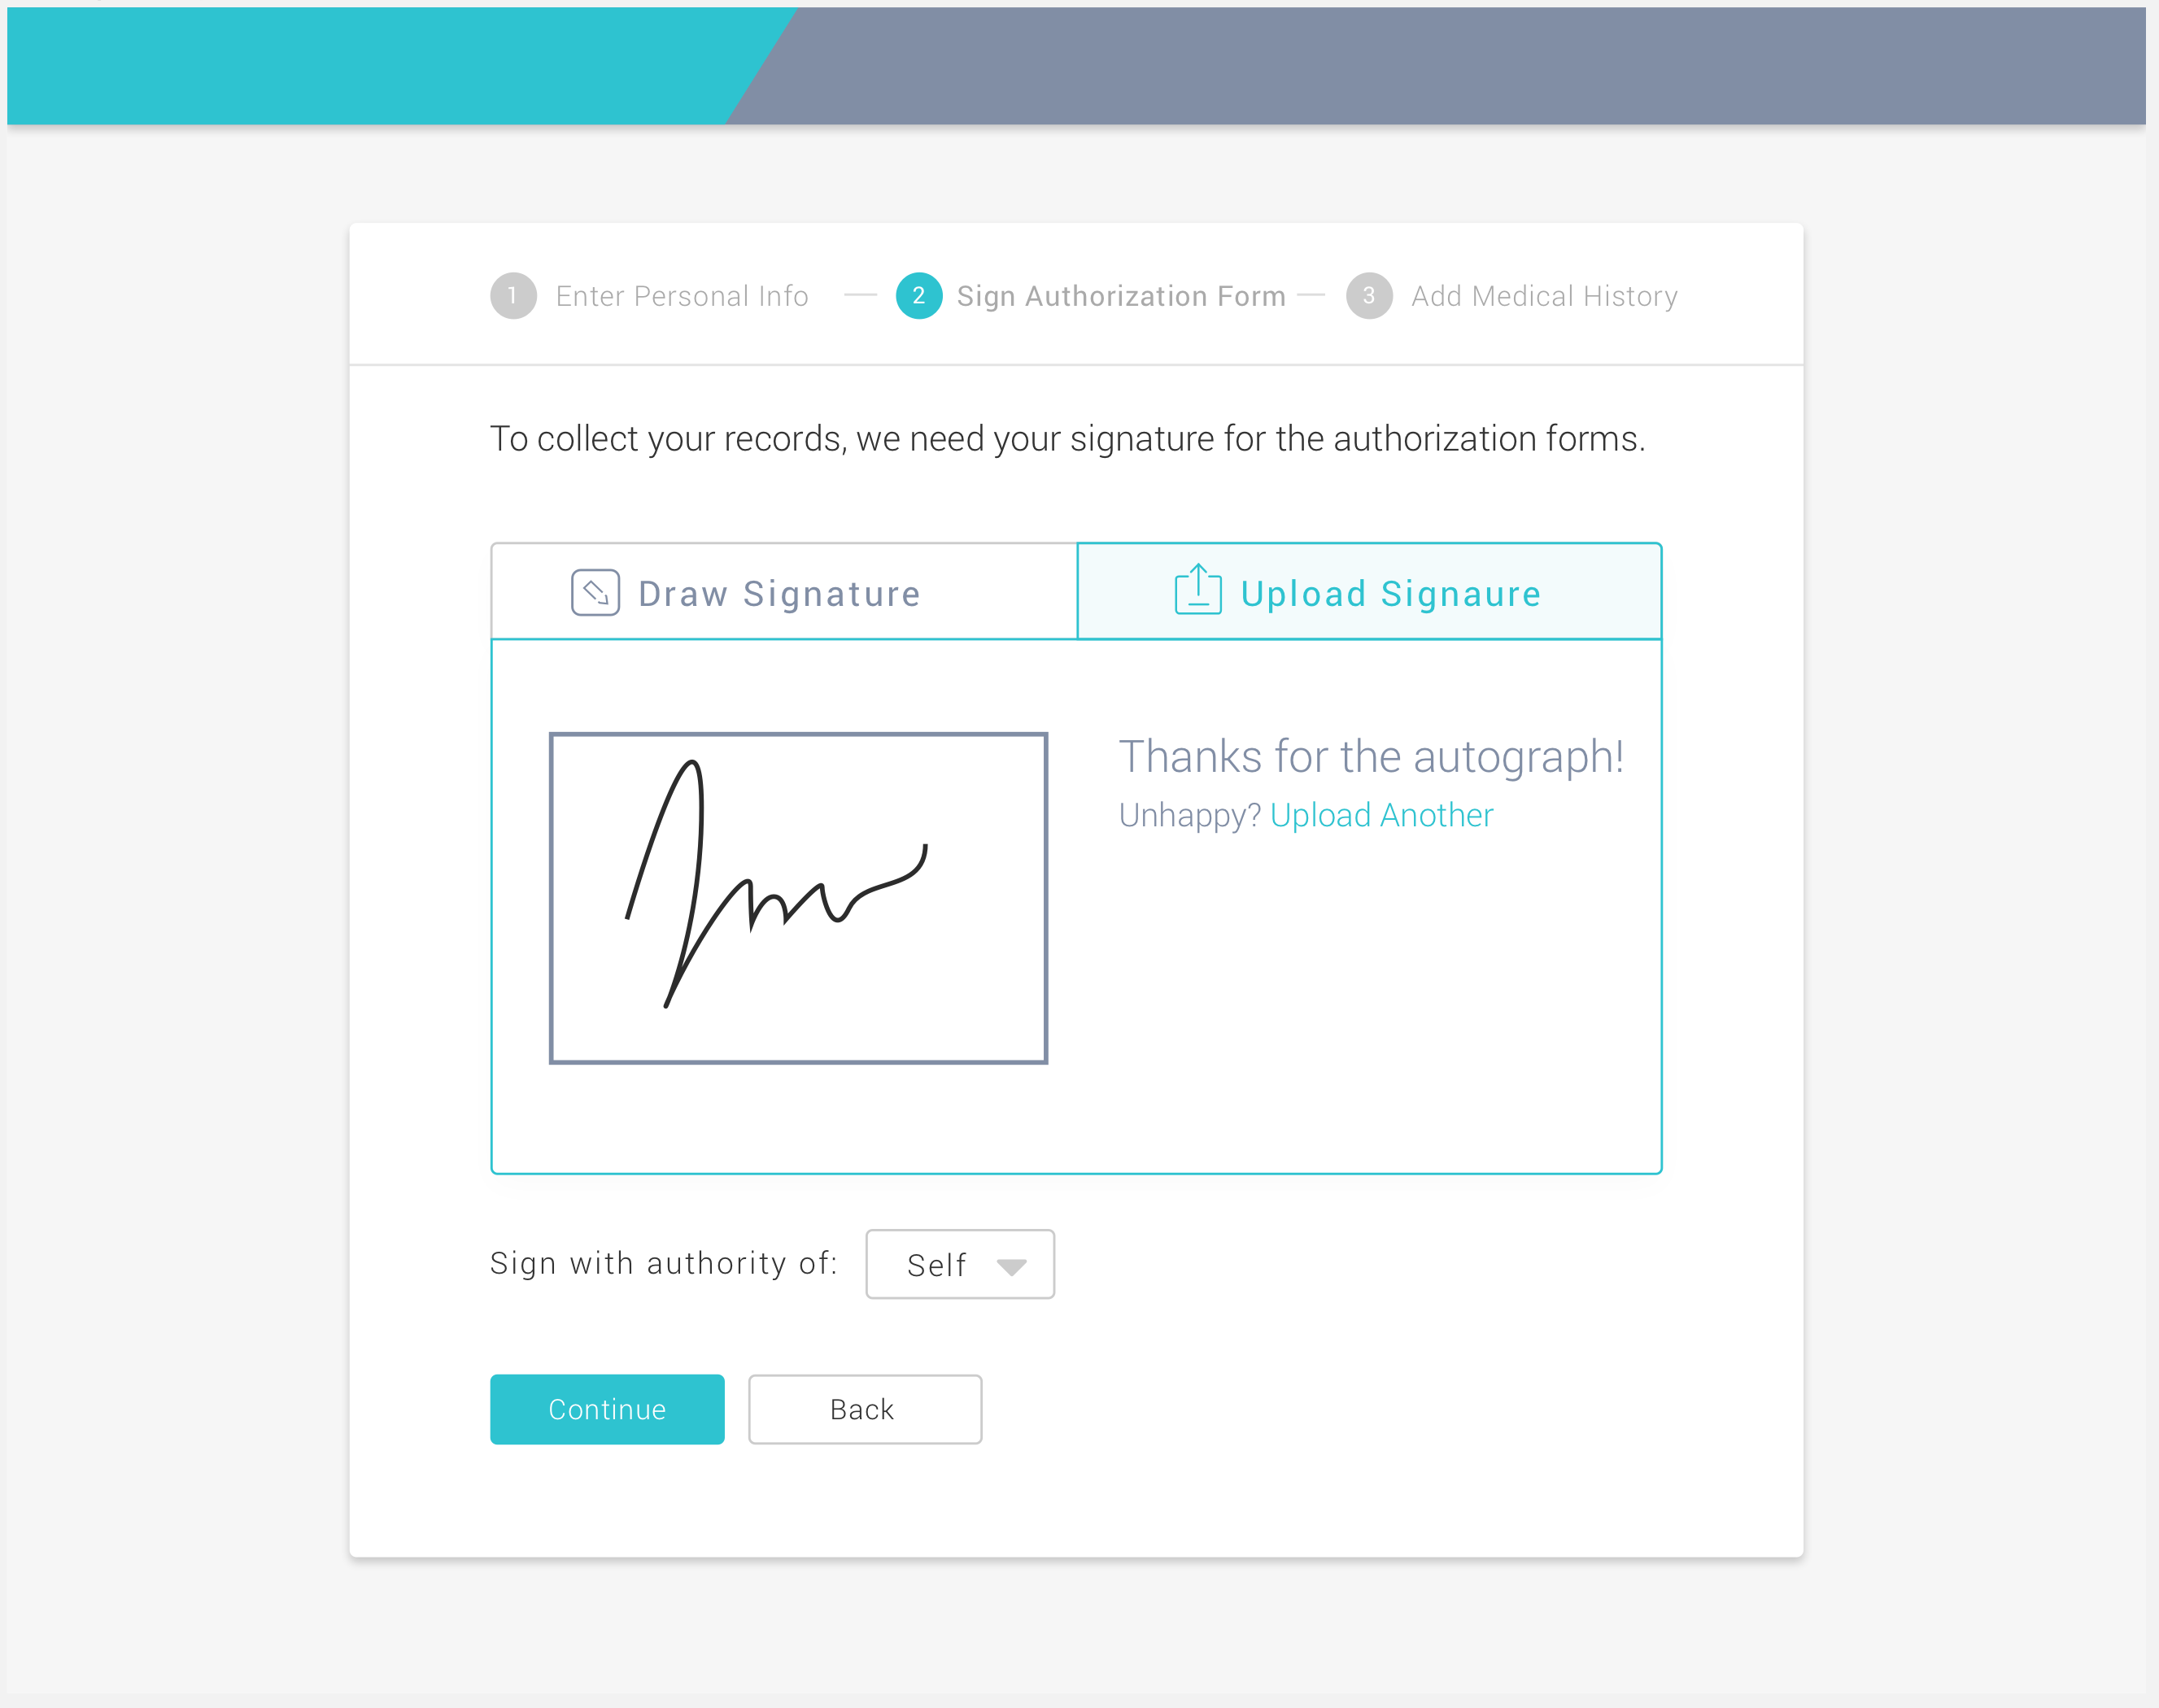 1 Enter Personal Info 2 Sign Authorization Form 3 Add Medical History
To collect your records, we need your signature for the authorization forms.
Draw Signature Upload Signaure
Thanks for the autograph!
Unhappy? Upload Another
Sign with authority of: Self
Continue Back